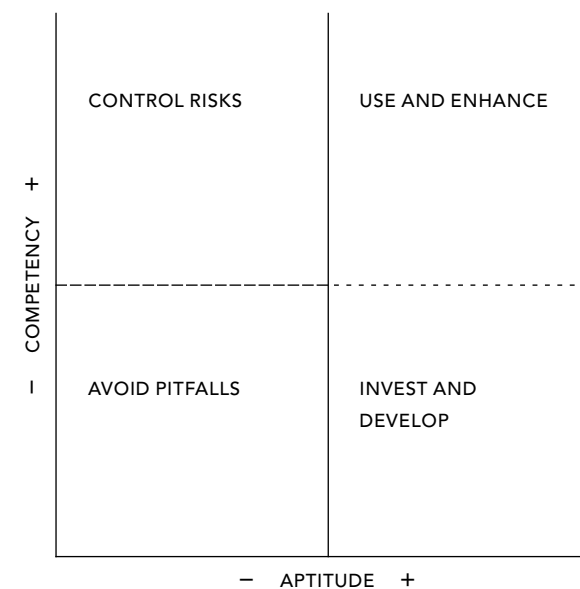 CONTROL RISKS
USE AND ENHANCE
– COMPETENCY +
AVOID PITFALLS
INVEST AND
DEVELOP
– APTITUDE +